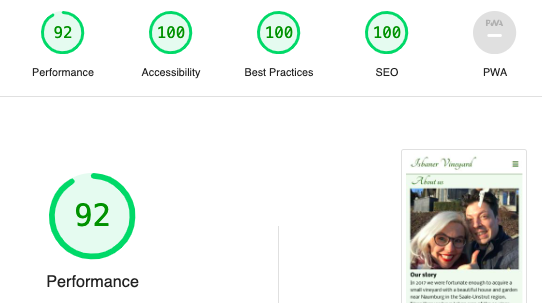 92
100
100
100
PWA
Performance
Accessibility
Best Practices
SEO
PWA
92
Performance
Irbaner Vineyard
About us
Our story
In 2017 we were fortunate enough to acquire a
small vineyard with a beautiful house and garden
near Naumburg in the Saale-Unstrut region.